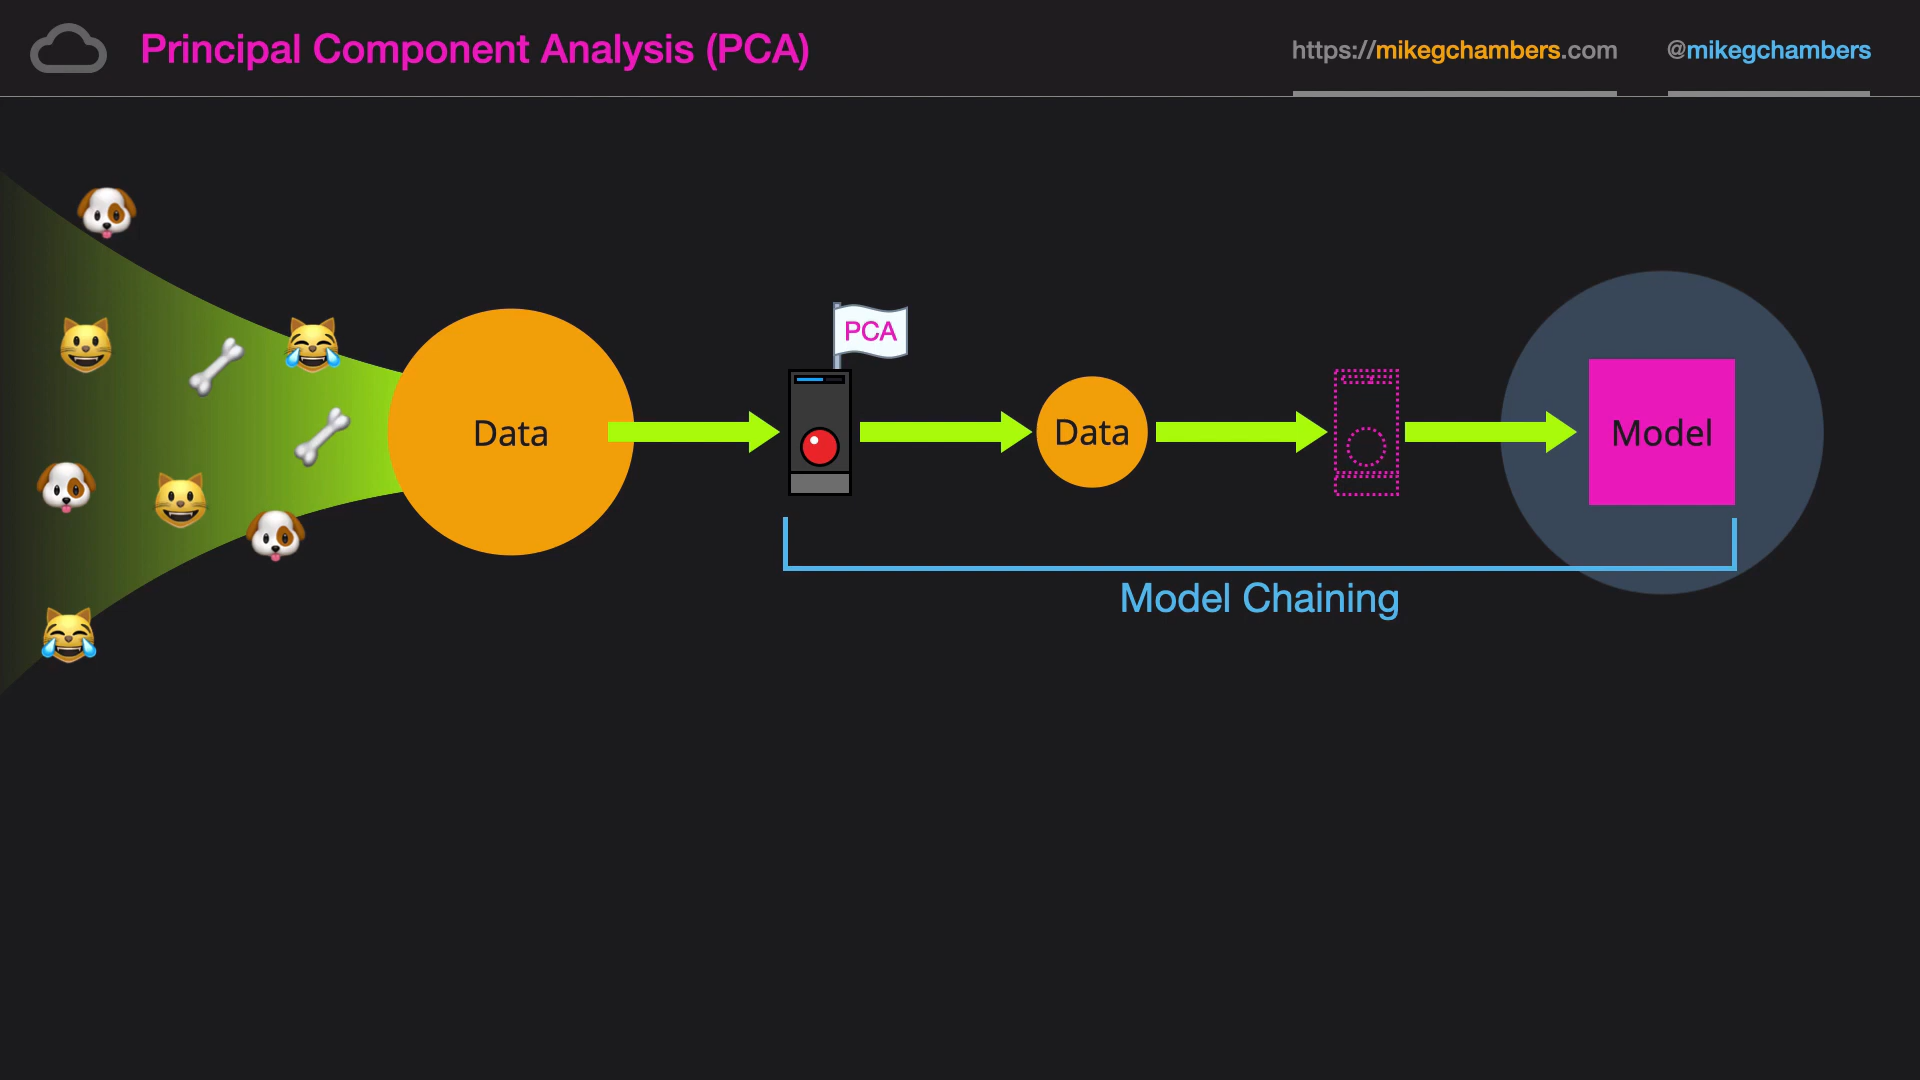 Principal Component Analysis (PCA)
https://mikegchambers.com
@mikegchambers
PCA
Data
Data
Model
Model Chaining